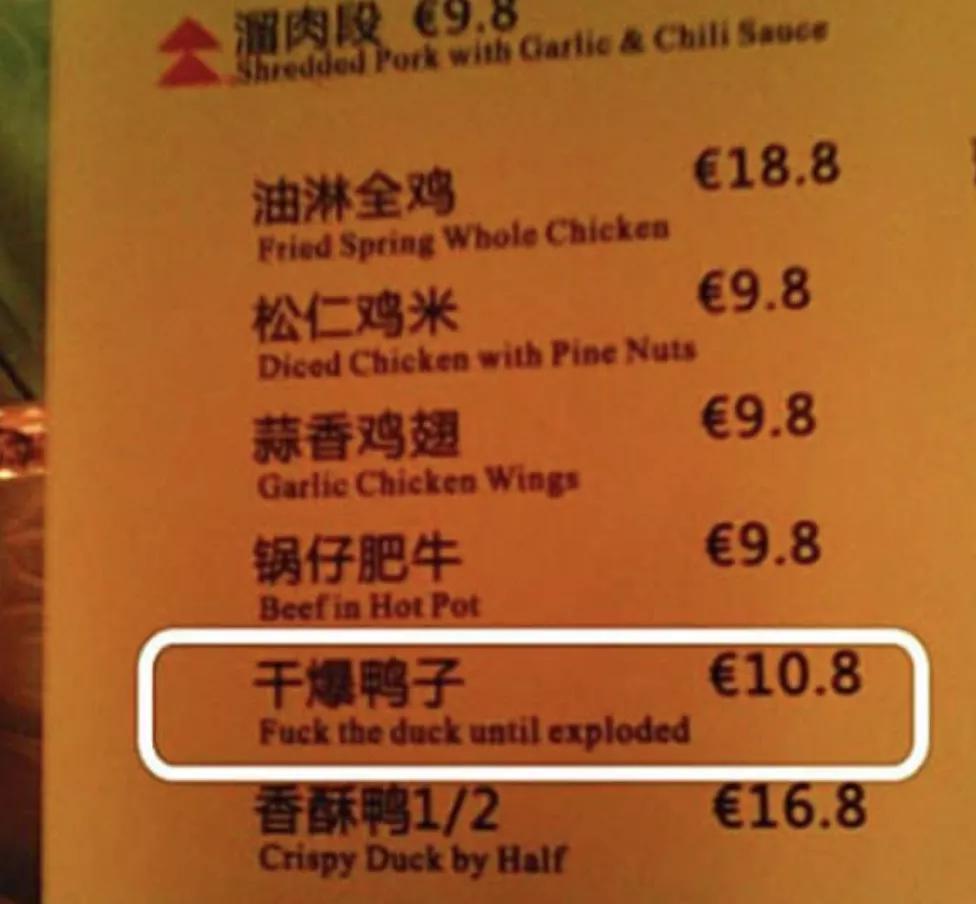 溜肉段 €9.8
Shredded Pork with Garlic & Chili Sauce
油淋全鸡 €18.8
Fried Spring Whole Chicken
松仁鸡米 €9.8
Diced Chicken with Pine Nuts
蒜香鸡翅 €9.8
Garlic Chicken Wings
锅仔肥牛 €9.8
Beef in Hot Pot
干爆鸭子 €10.8
Fuck the duck until exploded
香酥鸭1/2 €16.8
Crispy Duck by Half